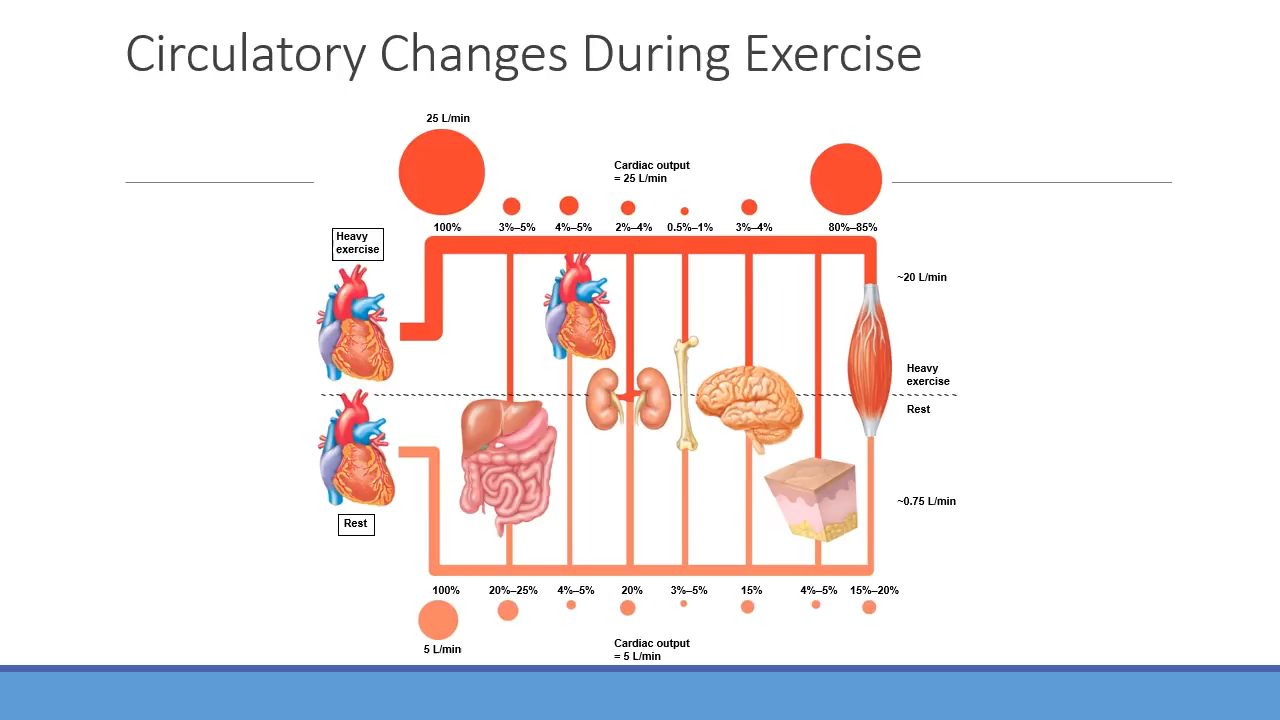 Circulatory Changes During Exercise
25 L/min
Cardiac output
= 25 L/min
100%
3%–5%
4%–5%
2%–4%
0.5%–1%
3%–4%
80%–85%
Heavy
exercise
~20 L/min
Heavy
exercise
Rest
~0.75 L/min
Rest
100%
20%–25%
4%–5%
20%
3%–5%
15%
4%–5%
15%–20%
5 L/min
Cardiac output
= 5 L/min